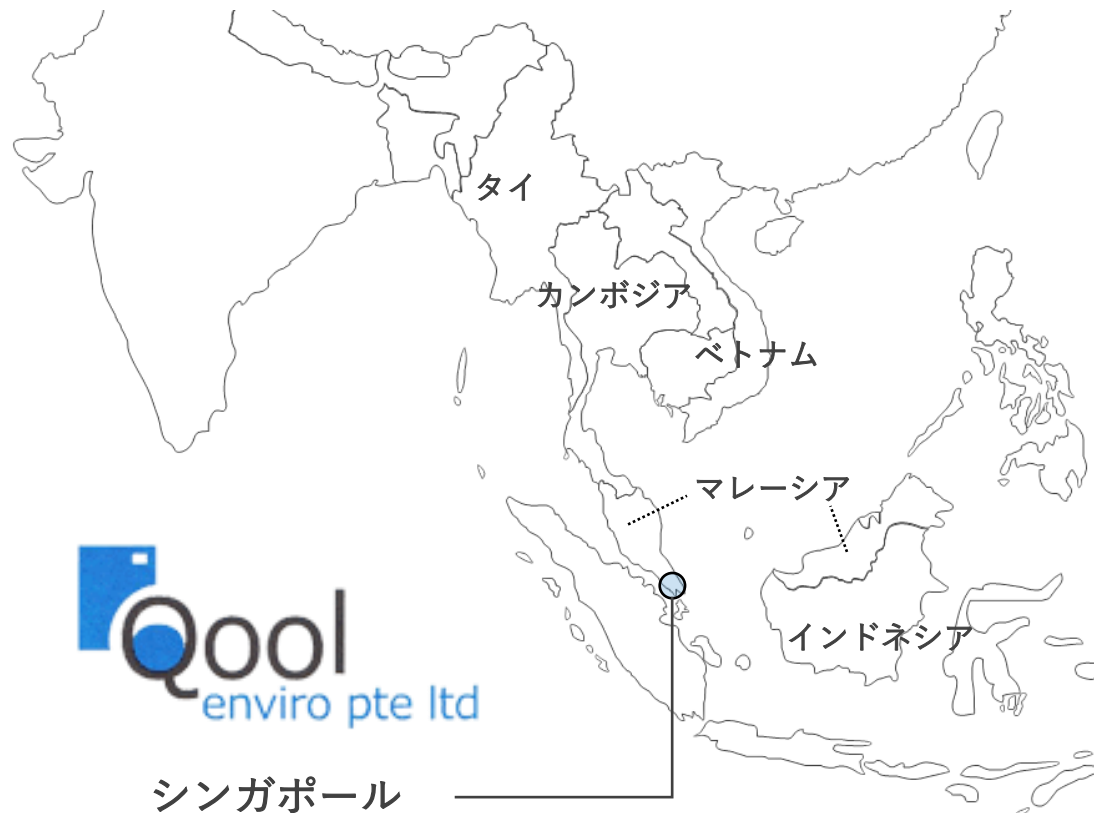 タイ
カンボジア
ベトナム
マレーシア
インドネシア
Qool
enviro pte ltd
シンガポール